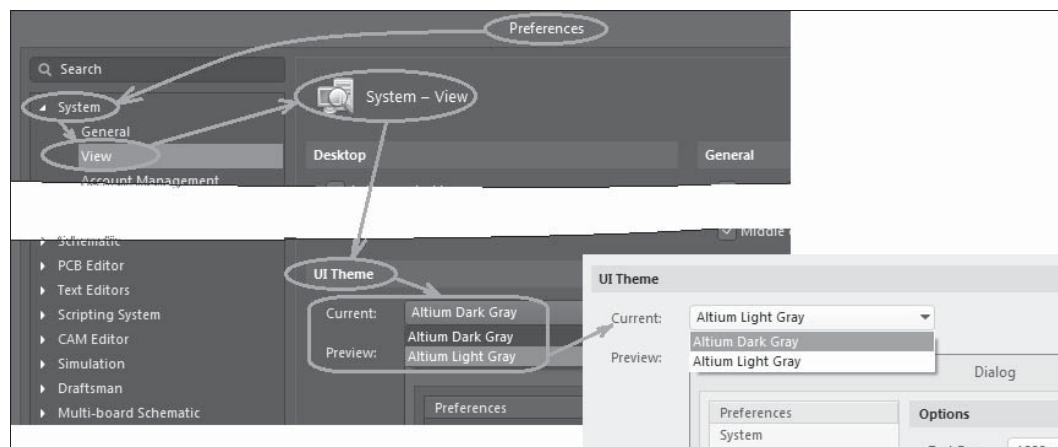 Preferences
Search
System
System – View
General
View
Desktop
General
Account Management
Schematic
Middle
PCB Editor
UI Theme
Text Editors
Scripting System
Current:
Altium Dark Gray
CAM Editor
Altium Dark Gray
Preview:
Altium Light Gray
Simulation
Draftsman
Multi-board Schematic
Preferences
UI Theme
Current:
Altium Light Gray
Altium Dark Gray
Preview:
Altium Light Gray
Dialog
Preferences
Options
System